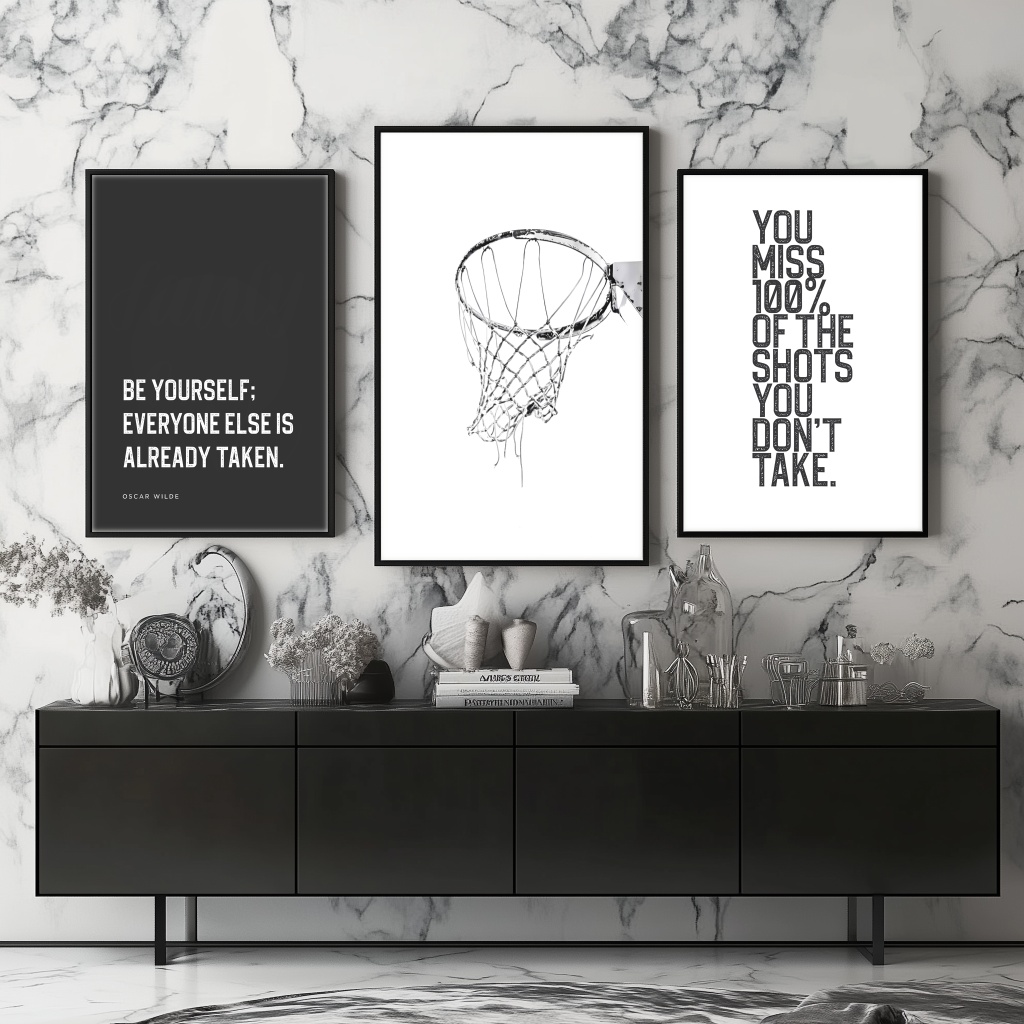 BE YOURSELF;
EVERYONE ELSE IS
ALREADY TAKEN.
OSCAR WILDE
YOU
MISS
100%
OF THE
SHOTS
YOU
DON'T
TAKE.